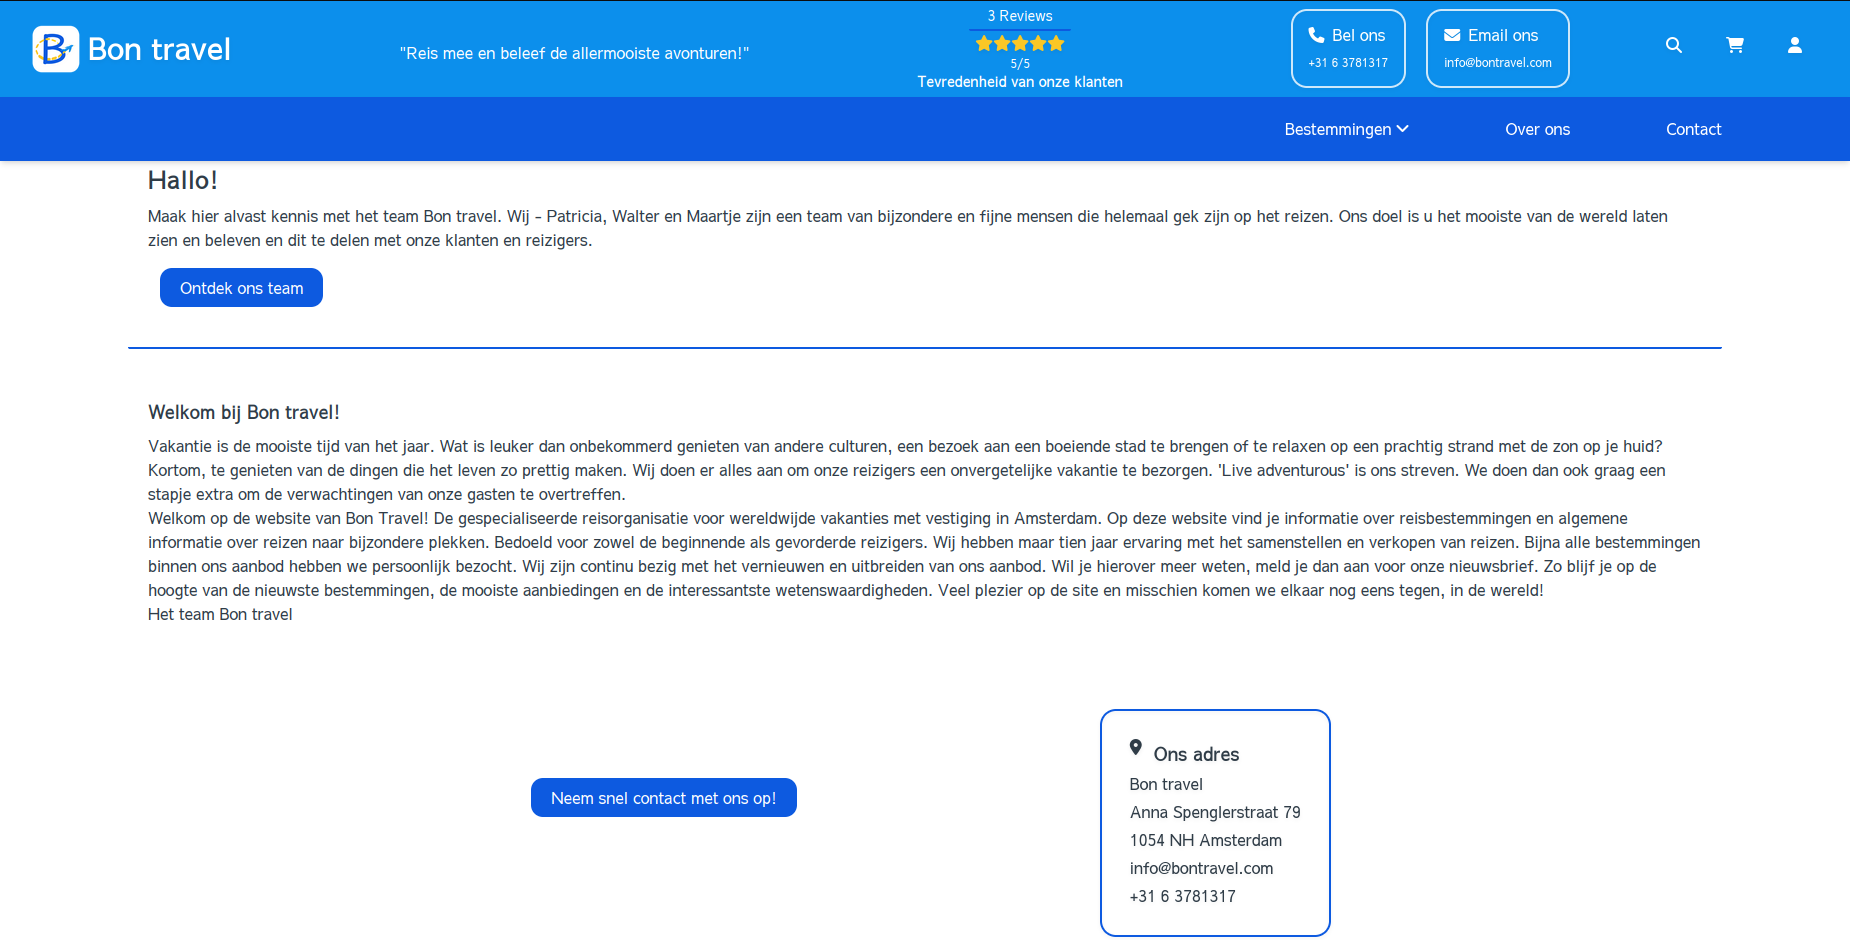 Bon travel
"Reis mee en beleef de allermooiste avonturen!"
3 Reviews
5/5
Tevredenheid van onze klanten
Bel ons
+31 6 3781317
Email ons
info@bontravel.com
Bestemmingen
Over ons
Contact
Hallo!
Maak hier alvast kennis met het team Bon travel. Wij - Patricia, Walter en Maartje zijn een team van bijzondere en fijne mensen die helemaal gek zijn op het reizen. Ons doel is u het mooiste van de wereld laten
zien en beleven en dit te delen met onze klanten en reizigers.
Ontdek ons team
Welkom bij Bon travel!
Vakantie is de mooiste tijd van het jaar. Wat is leuker dan onbekommerd genieten van andere culturen, een bezoek aan een boeiende stad te brengen of te relaxen op een prachtig strand met de zon op je huid?
Kortom, te genieten van de dingen die het leven zo prettig maken. Wij doen er alles aan om onze reizigers een onvergetelijke vakantie te bezorgen. 'Live adventurous' is ons streven. We doen dan ook graag een
stapje extra om de verwachtingen van onze gasten te overtreffen.
Welkom op de website van Bon Travel! De gespecialiseerde reisorganisatie voor wereldwijde vakanties met vestiging in Amsterdam. Op deze website vind je informatie over reisbestemmingen en algemene
informatie over reizen naar bijzondere plekken. Bedoeld voor zowel de beginnende als gevorderde reizigers. Wij hebben maar tien jaar ervaring met het samenstellen en verkopen van reizen. Bijna alle bestemmingen
binnen ons aanbod hebben we persoonlijk bezocht. Wij zijn continu bezig met het vernieuwen en uitbreiden van ons aanbod. Wil je hierover meer weten, meld je dan aan voor onze nieuwsbrief. Zo blijf je op de
hoogte van de nieuwste bestemmingen, de mooiste aanbiedingen en de interessantste wetenswaardigheden. Veel plezier op de site en misschien komen we elkaar nog eens tegen, in de wereld!
Het team Bon travel
Neem snel contact met ons op!
Ons adres
Bon travel
Anna Spenglerstraat 79
1054 NH Amsterdam
info@bontravel.com
+31 6 3781317